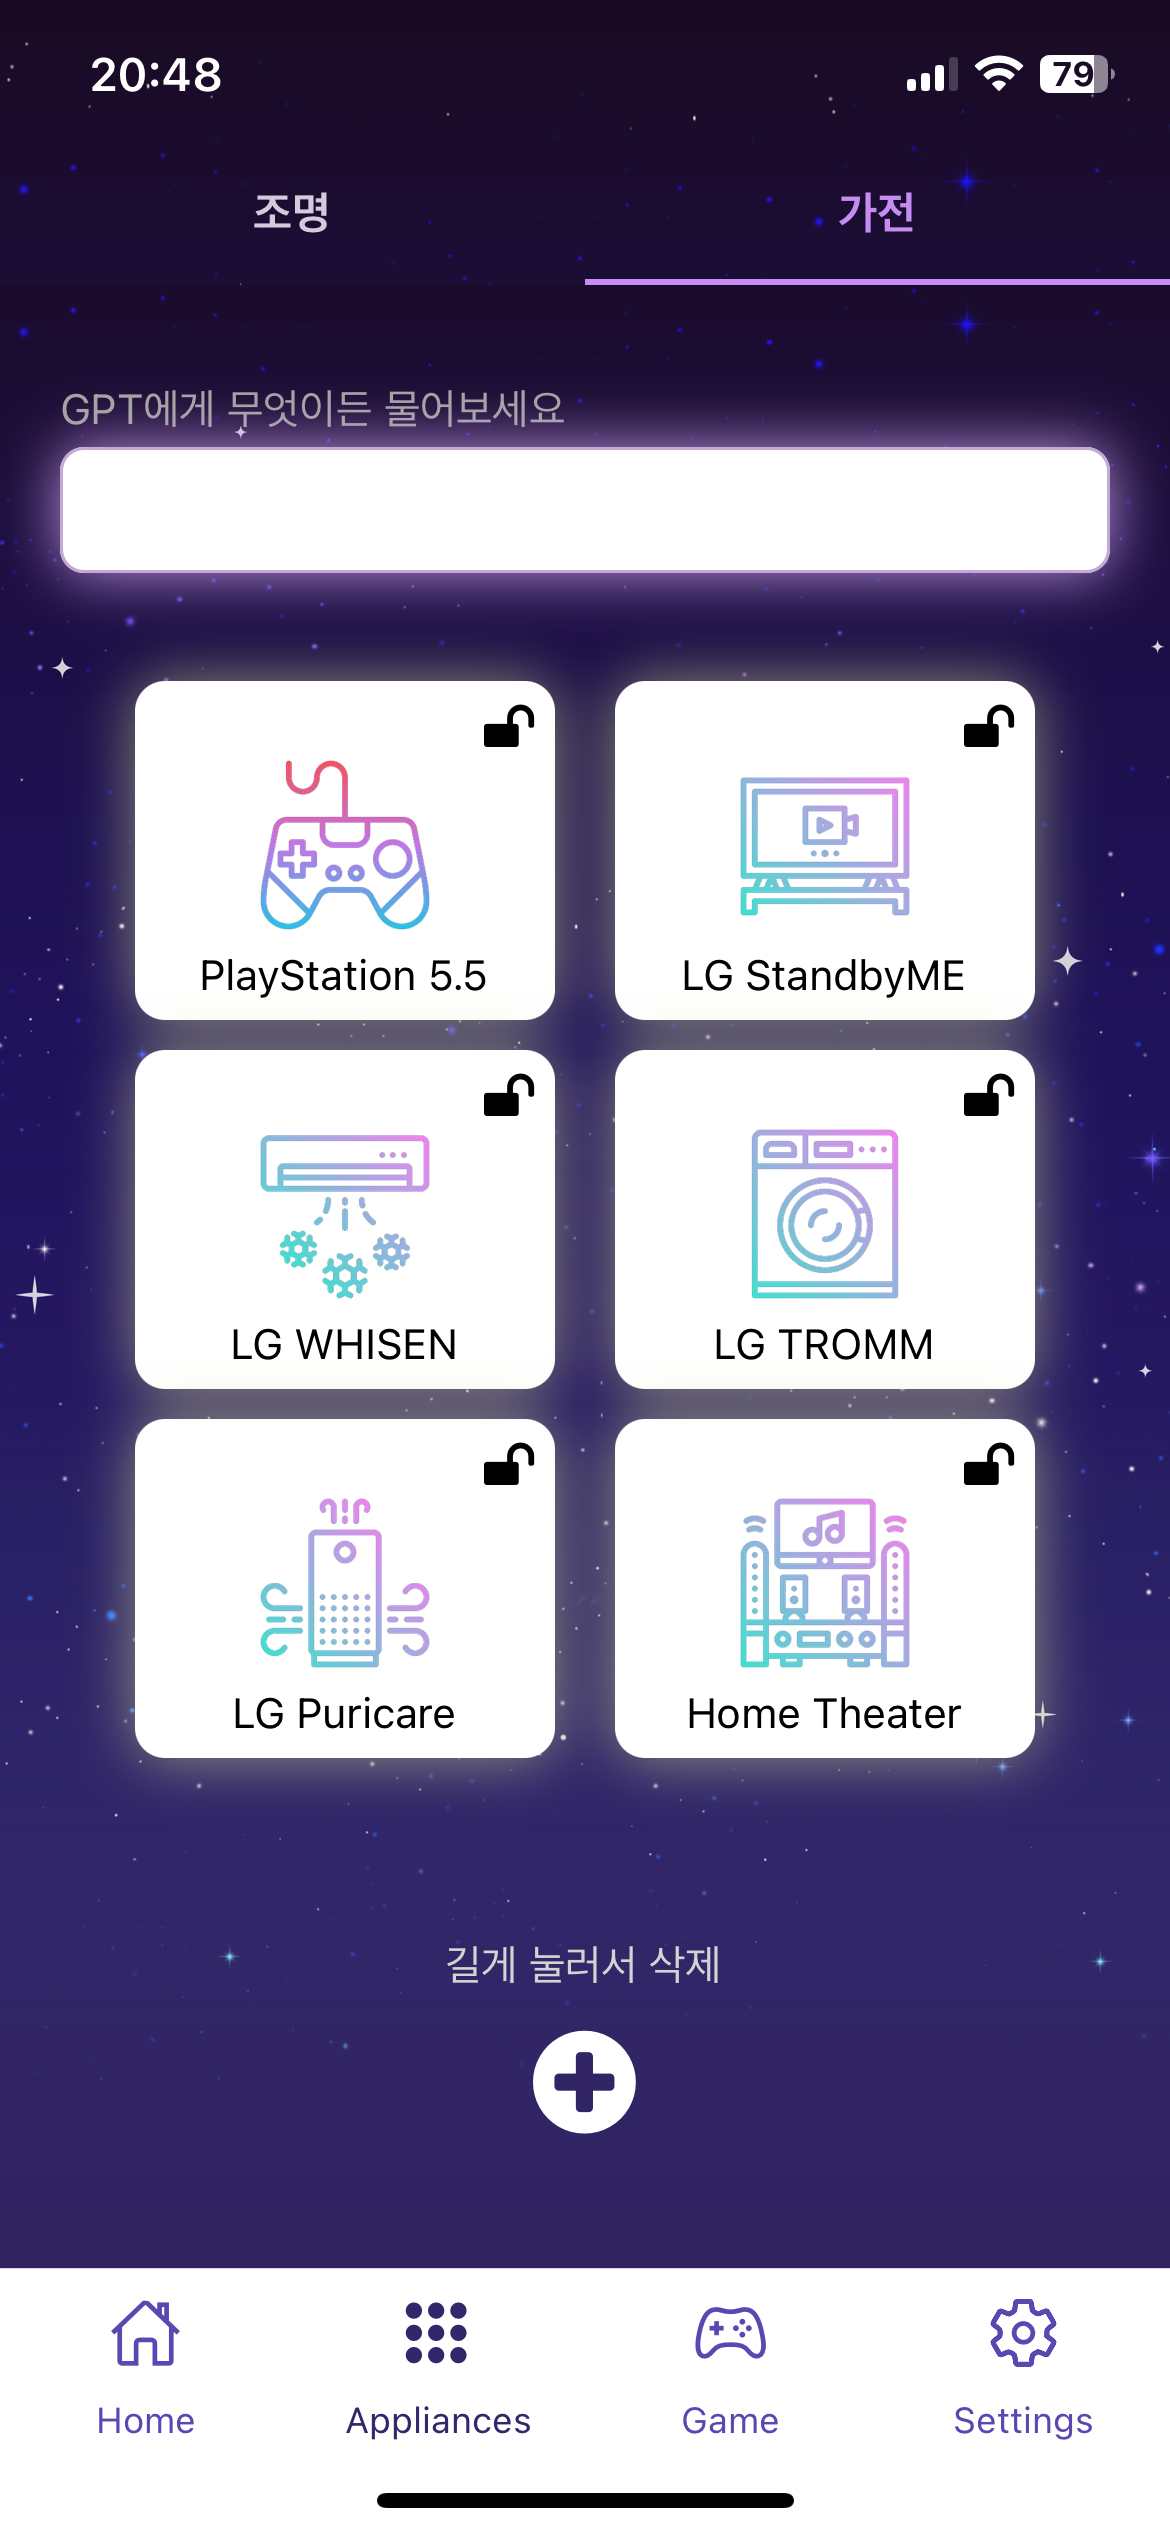 20:48
79
조명
가전
GPT에게 무엇이든 물어보세요
PlayStation 5.5
LG StandbyME
LG WHISEN
LG TROMM
LG Puricare
Home Theater
길게 눌러서 삭제
Home
Appliances
Game
Settings